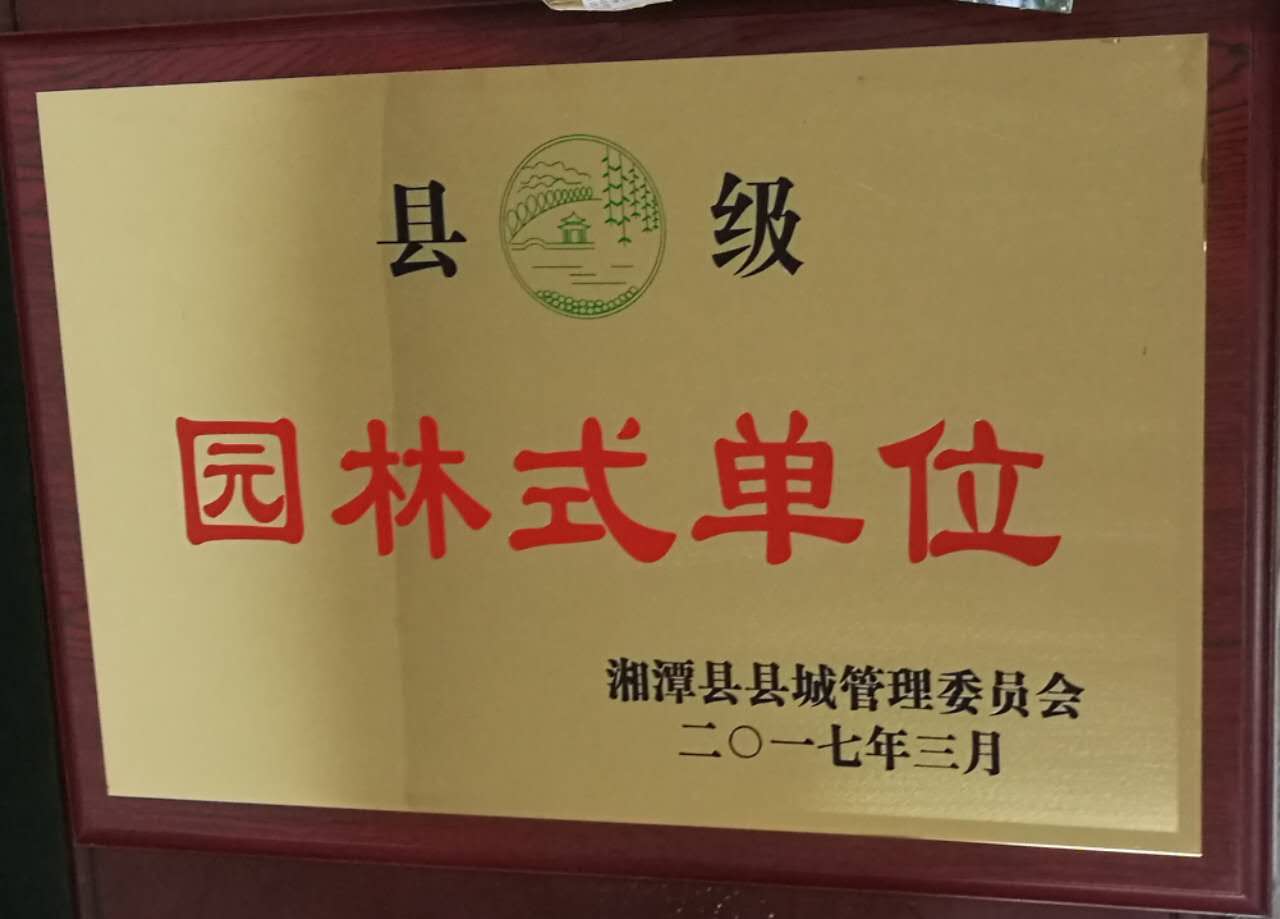 县级
园林式单位
湘潭县县城管理委员会
二〇一七年三月